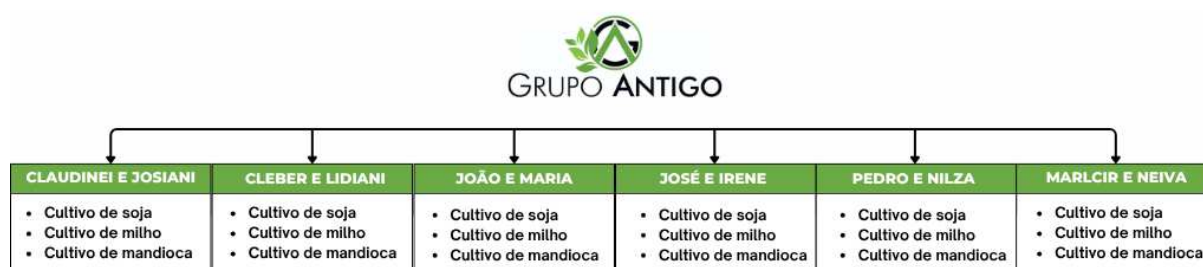 GRUPO ANTIGO
CLAUDINEI E JOSIANI
• Cultivo de soja
• Cultivo de milho
• Cultivo de mandioca
CLEBER E LIDIANI
• Cultivo de soja
• Cultivo de milho
• Cultivo de mandioca
JOÃO E MARIA
• Cultivo de soja
• Cultivo de milho
• Cultivo de mandioca
JOSÉ E IRENE
• Cultivo de soja
• Cultivo de milho
• Cultivo de mandioca
PEDRO E NILZA
• Cultivo de soja
• Cultivo de milho
• Cultivo de mandioca
MARLCIR E NEIVA
• Cultivo de soja
• Cultivo de milho
• Cultivo de mandioca